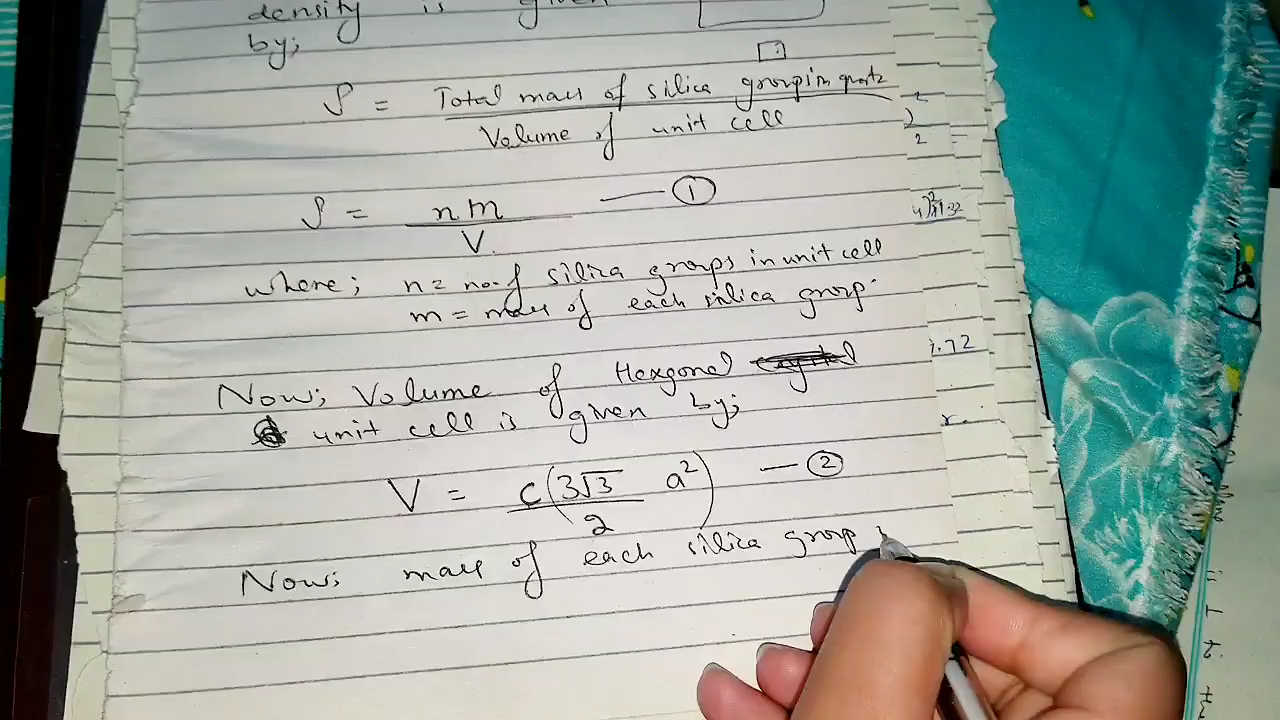 density is given
by;
ρ = Total mass of silica group in quartz / Volume of unit cell
ρ = nm / V — ①
where; n = no. of silica groups in unit cell
m = mass of each silica group.
Now; Volume of Hexgonal
unit cell is given by;
V = c(3√3 / 2 a²) — ②
Now; mass of each silica group